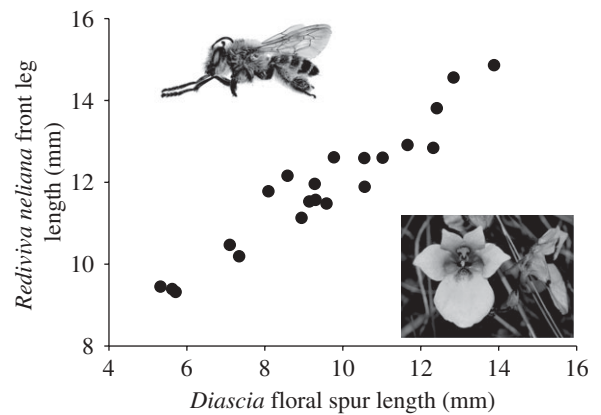 16
14
12
10
8
Rediviva neliana front leg
length (mm)
4 6 8 10 12 14 16
Diascia floral spur length (mm)